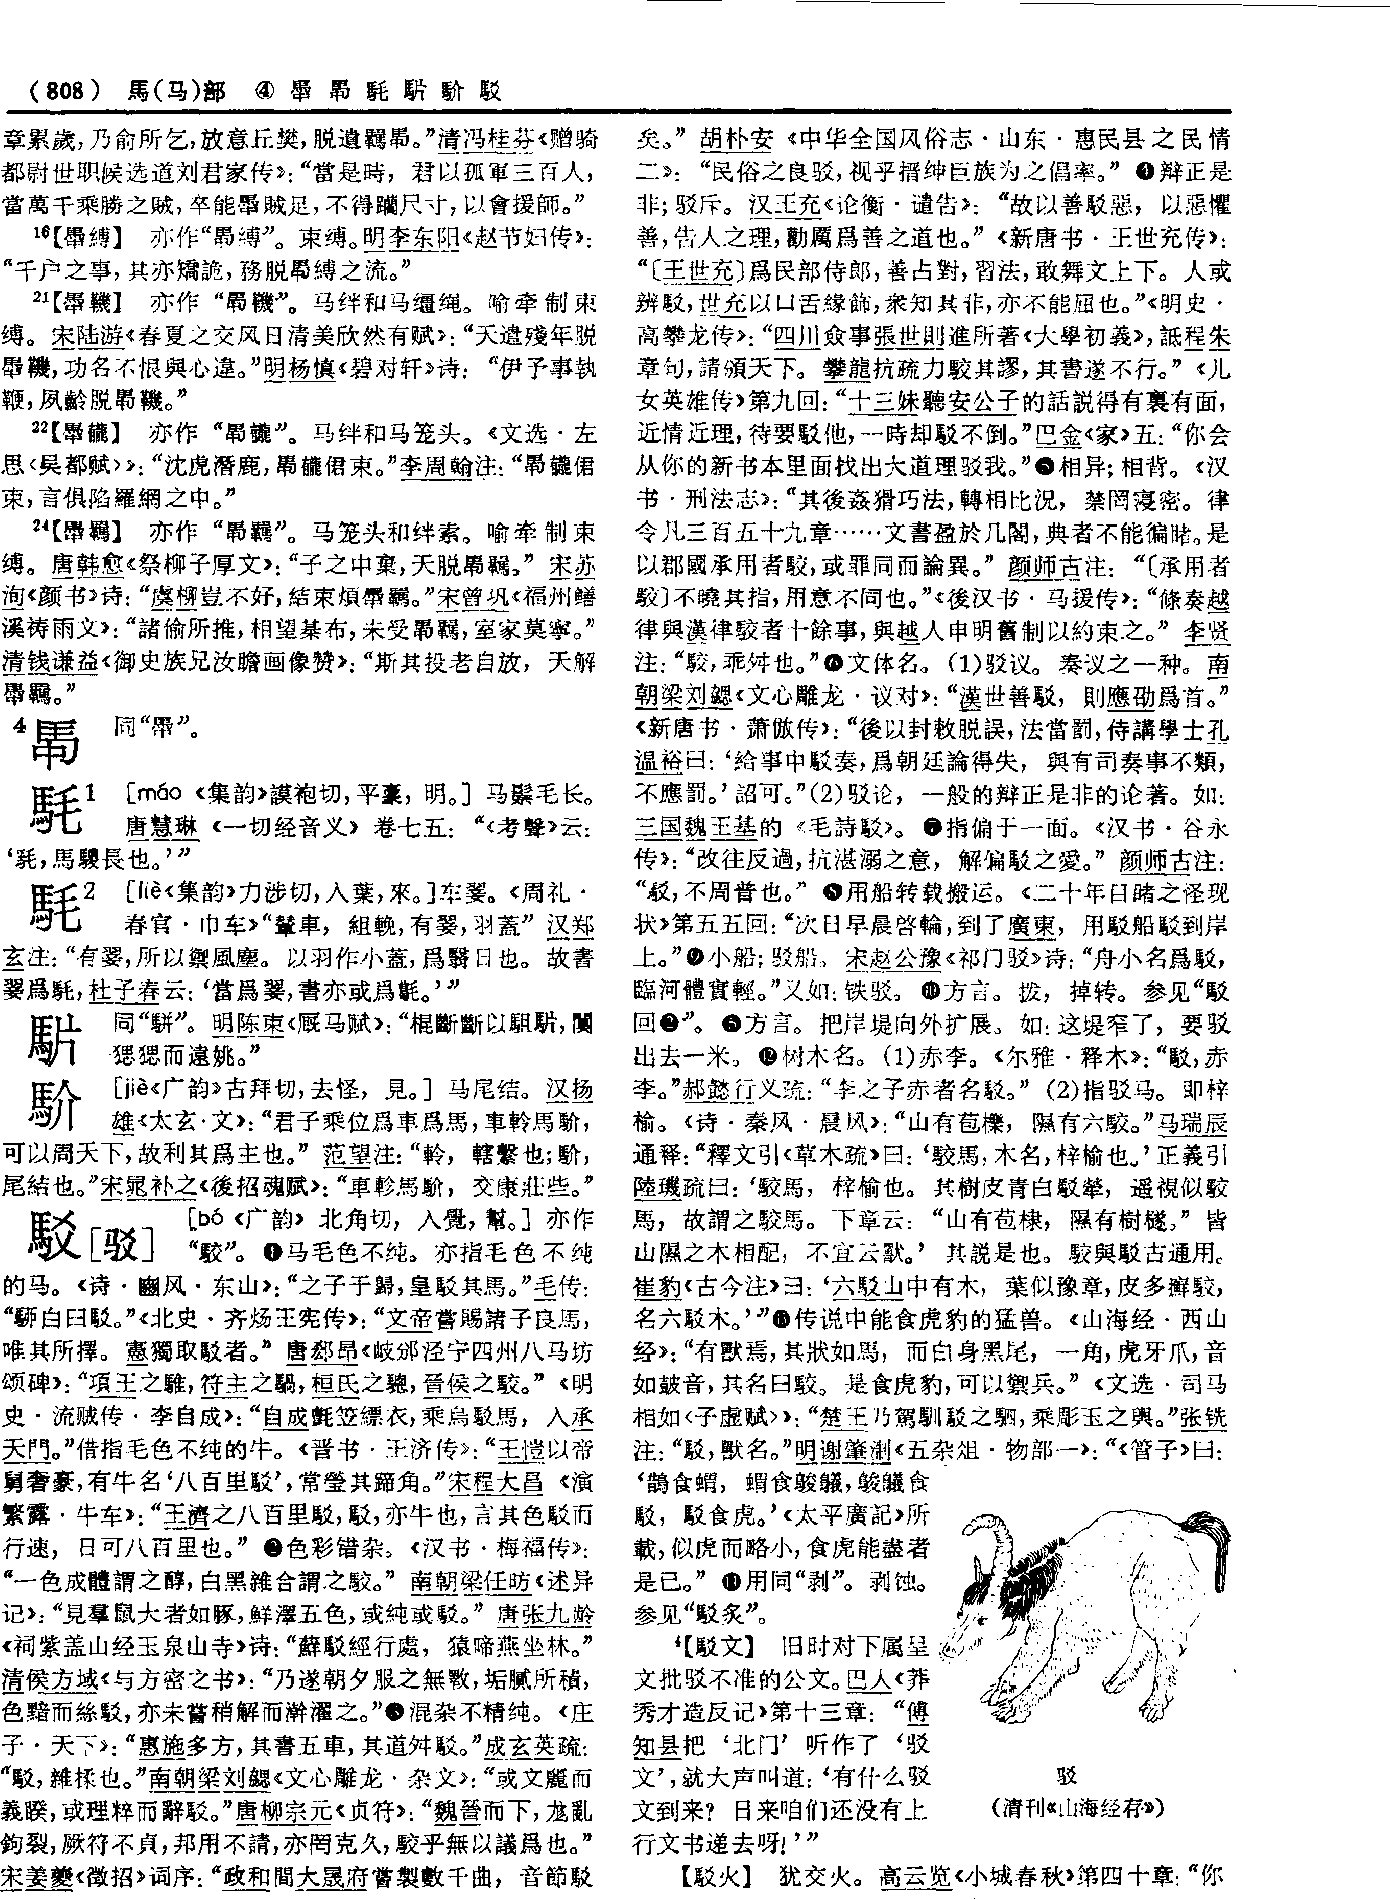 （808） 馬(马)部 ④ 馽 馵 馲 馸 馻 駁
章累歲，乃俞所乞，放意丘樊，脱遺羈馽。”清冯桂芬《赠骑
都尉世职候选道刘君家传》：“當是時，君以孤軍三百人，
當萬千乘勝之賊，卒能馽賊足，不得躪尺寸，以會援師。”
16【馽縛】 亦作“馽缚”。束缚。明李东阳《赵节妇传》：
“千户之事，其亦矯詭，務脱馽縛之流。”
21【馽鞿】 亦作“馽鞿”。马绊和马缰绳。喻牵制束
缚。宋陆游《春夏之交风日清美欣然有赋》：“天遣殘年脱
馽鞿，功名不恨與心違。”明杨慎《碧对轩》诗：“伊予事執
鞭，夙齡脱馽鞿。”
22【馽龓】 亦作“馽龓”。马绊和马笼头。《文选·左
思〈吴都赋〉》：“沈虎潛鹿，馽龓僒束。”李周翰注：“馽龓僒
束，言俱陷羅網之中。”
24【馽羈】 亦作“馽羈”。马笼头和绊索。喻牵制束
缚。唐韩愈《祭柳子厚文》：“子之中棄，天脱馽羈。”宋苏
洵《颜书》诗：“虞柳豈不好，結束煩馽羈。”宋曾巩《福州鳝
溪祷雨文》：“諸偷所推，相望棊布，未受馽羈，室家莫寧。”
清钱谦益《御史族兄汝瞻画像赞》：“斯其投老自放，天解
馽羈。”
4 馽 同“馽”。
䭷1 [máo《集韵》謨袍切，平豪，明。] 马鬃毛长。
唐慧琳《一切经音义》卷七五：“《考聲》云：
‘䭷，馬騣長也。’”
䭷2 [liè《集韵》力涉切，入葉，來。]车翣。《周礼·
春官·巾车》“輦車，組輓，有翣，羽蓋”汉郑
玄注：“有翣，所以禦風塵。以羽作小蓋，爲翳日也。故書
翣爲䭷，杜子春云：‘當爲翣，書亦或爲䭷。’”
同“駢”。明陈束《厩马赋》：
猤猤而遠姚。”
䯰 [jiè《广韵》古拜切，去怪，見。] 马尾结。汉扬
雄《太玄·文》：“君子乘位爲車爲馬，車軨馬䯰，
可以周天下，故利其爲主也。”范望注：“軨，轄繫也；䯰，
尾結也。”宋晁补之《後招魂赋》：“車軫馬䯰，交康莊些。”
駁[驳] [bó《广韵》北角切，入覺，幫。] 亦作
“駮”。❶马毛色不纯。亦指毛色不纯
的马。《诗·豳风·东山》：“之子于歸，皇駁其馬。”毛传：
“駵白曰駁。”《北史·齐炀王宪传》：“文帝嘗賜諸子良馬，
唯其所擇。憲獨取駁者。”唐郄昂《岐邠泾宁四州八马坊
颂碑》：“項王之騅，符主之騧，桓氏之驄，晉侯之駮。”《明
史·流贼传·李自成》：“自成氈笠縹衣，乘烏駁馬，入承
天門。”借指毛色不纯的牛。《晋书·王济传》：“王愷以帝
舅奢豪，有牛名‘八百里駁’，常瑩其蹄角。”宋程大昌《演
繁露·牛车》：“王濟之八百里駁，駁，亦牛也，言其色駁而
行速，日可八百里也。”❷色彩错杂。《汉书·梅福传》：
“一色成體謂之醇，白黑雜合謂之駮。”南朝梁任昉《述异
记》：“見羣鼠大者如豚，鮮澤五色，或純或駁。”唐张九龄
《祠紫盖山经玉泉山寺》诗：“蘚駁經行處，猿啼燕坐林。”
清侯方域《与方密之书》：“乃遂朝夕服之無斁，垢膩所積，
色黯而絲駁，亦未嘗稍解而澣濯之。”❸混杂不精纯。《庄
子·天下》：“惠施多方，其書五車，其道舛駁。”成玄英疏：
“駁，雜糅也。”南朝梁刘勰《文心雕龙·杂文》：“或文麗而
義睽，或理粹而辭駁。”唐柳宗元《贞符》：“魏晉而下，尨亂
鉤裂，厥符不貞，邦用不靖，亦罔克久，駮乎無以議爲也。”
宋姜夔《徵招》词序：“政和間大晟府嘗製數千曲，音節駁
矣。”胡朴安《中华全国风俗志·山东·惠民县之民情
二》：“民俗之良驳，视乎搢绅巨族为之倡率。”❹辩正是
非；驳斥。汉王充《论衡·谴告》：“故以善駁惡，以惡懼
善，告人之理，勸厲爲善之道也。”《新唐书·王世充传》：
“〔王世充〕爲民部侍郎，善占對，習法，敢舞文上下。人或
辨駁，世充以口舌緣飾，衆知其非，亦不能屈也。”《明史·
高攀龙传》：“四川僉事張世則進所著《大學初義》，詆程朱
章句，請頒天下。攀龍抗疏力駮其謬，其書遂不行。”《儿
女英雄传》第九回：“十三妹聽安公子的話説得有裏有面，
近情近理，待要駁他，一時却駁不倒。”巴金《家》五：“你会
从你的新书本里面找出大道理驳我。”❺相异；相背。《汉
书·刑法志》：“其後姦猾巧法，轉相比況，禁罔寖密。律
令凡三百五十九章……文書盈於几閣，典者不能徧睹。是
以郡國承用者駮，或罪同而論異。”颜师古注：“〔承用者
駮〕不曉其指，用意不同也。”《後汉书·马援传》：“條奏越
律與漢律駮者十餘事，與越人申明舊制以約束之。”李贤
注：“駮，乖舛也。”❻文体名。(1)驳议。奏议之一种。南
朝梁刘勰《文心雕龙·议对》：“漢世善駁，則應劭爲首。”
《新唐书·萧倣传》：“後以封敕脱誤，法當罰，侍講學士孔
温裕曰：‘給事中駁奏，爲朝廷論得失，與有司奏事不類，
不應罰。’詔可。”(2)驳论，一般的辩正是非的论著。如：
三国魏王基的《毛詩駁》。❼指偏于一面。《汉书·谷永
传》：“改往反過，抗湛溺之意，解偏駁之愛。”颜师古注：
“駁，不周普也。”❽用船转载搬运。《二十年目睹之怪现
状》第五五回：“次日早晨啓輪，到了廣東，用駁船駁到岸
上。”❾小船；驳船。宋赵公豫《祁门驳》诗：“舟小名爲駁，
臨河體實輕。”又如：铁驳。❿方言。拨，掉转。参见“駁
回❷”。⓫方言。把岸堤向外扩展。如：这堤窄了，要驳
出去一米。⓬树木名。(1)赤李。《尔雅·释木》：“駁，赤
李。”郝懿行义疏：“李之子赤者名駁。”(2)指驳马。即梓
榆。《诗·秦风·晨风》：“山有苞櫟，隰有六駮。”马瑞辰
通释：“釋文引《草木疏》曰：‘駮馬，木名，梓榆也。’正義引
陸璣疏曰：‘駮馬，梓榆也。其樹皮青白駁犖，遥視似駮
馬，故謂之駮馬。下章云：“山有苞棣，隰有樹檖。”皆
山隰之木相配，不宜云獸。’其説是也。駮與駁古通用。
崔豹《古今注》曰：‘六駁山中有木，葉似豫章，皮多癬駮，
名六駁木。’”⓭传说中能食虎豹的猛兽。《山海经·西山
经》：“有獸焉，其狀如馬，而白身黑尾，一角，虎牙爪，音
如鼓音，其名曰駮。是食虎豹，可以禦兵。”《文选·司马
相如〈子虚赋〉》：“楚王乃駕馴駁之駟，乘彫玉之輿。”张铣
注：“駁，獸名。”明谢肇淛《五杂俎·物部一》：“《管子》曰：
‘鵲食蝟，蝟食鵔鸃，鵔鸃食
駁，駁食虎。’《太平廣記》所
載，似虎而略小，食虎能盡者
是已。”⓮用同“剥”。剥蚀。
参见“駁炙”。
4【駁文】 旧时对下属呈
文批驳不准的公文。巴人《莽
秀才造反记》第十三章：“傅
知县把‘北门’听作了‘驳
文’，就大声叫道：‘有什么驳
文到来？日来咱们还没有上
行文书递去呀！’”
驳
（清刊《山海经存》）
【駁火】 犹交火。高云览《小城春秋》第四十章：“你